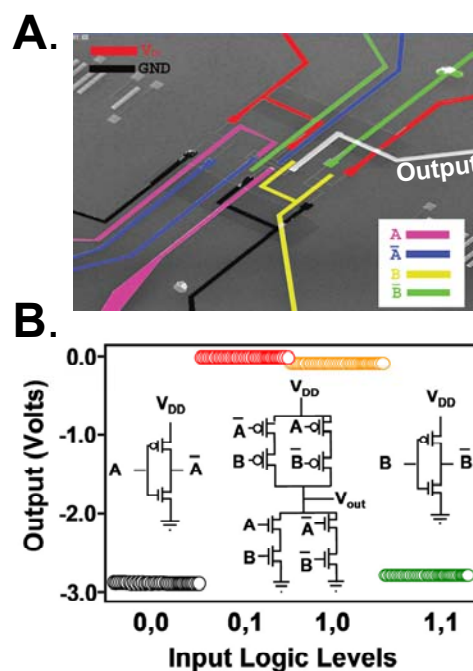 A.
GND
Output
A
A̅
B
B̅
B.
Output (Volts)
0.0
-1.0
-2.0
-3.0
V_DD
A
A̅
V_DD
A̅
A
B
B̅
V_out
A
A̅
B
B̅
V_DD
B
B̅
0,0
0,1
1,0
1,1
Input Logic Levels